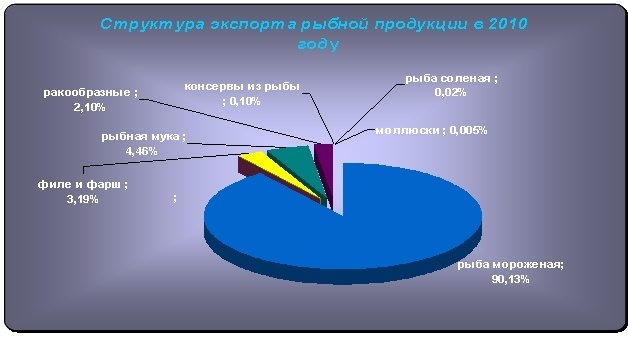 Структура экспорта рыбной продукции в 2010
году
рыба соленая ;
0,02%
консервы из рыбы
; 0,10%
ракообразные ;
2,10%
моллюски ; 0,005%
рыбная мука ;
4,46%
филе и фарш ;
3,19%
;
рыба мороженая;
90,13%